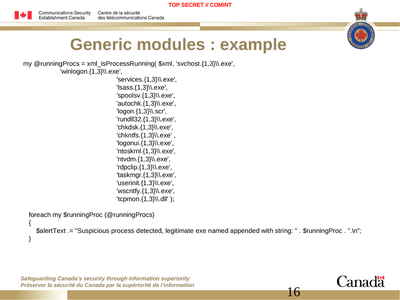 TOP SECRET // COMINT
Communications Security
Establishment Canada
Centre de la sécurité
des télécommunications Canada
Generic modules : example
my @runningProcs = xml_isProcessRunning( $xml, 'svchost.{1,3}\\.exe',
'winlogon.{1,3}\\.exe',
'services.{1,3}\\.exe',
'lsass.{1,3}\\.exe',
'spoolsv.{1,3}\\.exe',
'autochk.{1,3}\\.exe',
'logon.{1,3}\\.scr',
'rundll32.{1,3}\\.exe',
'chkdsk.{1,3}\\.exe',
'chkntfs.{1,3}\\.exe' ,
'logonui.{1,3}\\.exe',
'ntoskrnl.{1,3}\\.exe',
'ntvdm.{1,3}\\.exe',
'rdpclip.{1,3}\\.exe',
'taskmgr.{1,3}\\.exe',
'userinit.{1,3}\\.exe',
'wscntfy.{1,3}\\.exe',
'tcpmon.{1,3}\\.dll' );
foreach my $runningProc (@runningProcs)
{
$alertText .= "Suspicious process detected, legitimate exe named appended with string: " . $runningProc . ".\n";
}
Safeguarding Canada's security through information superiority
Préserver la sécurité du Canada par la supériorité de l'information
Canada
16